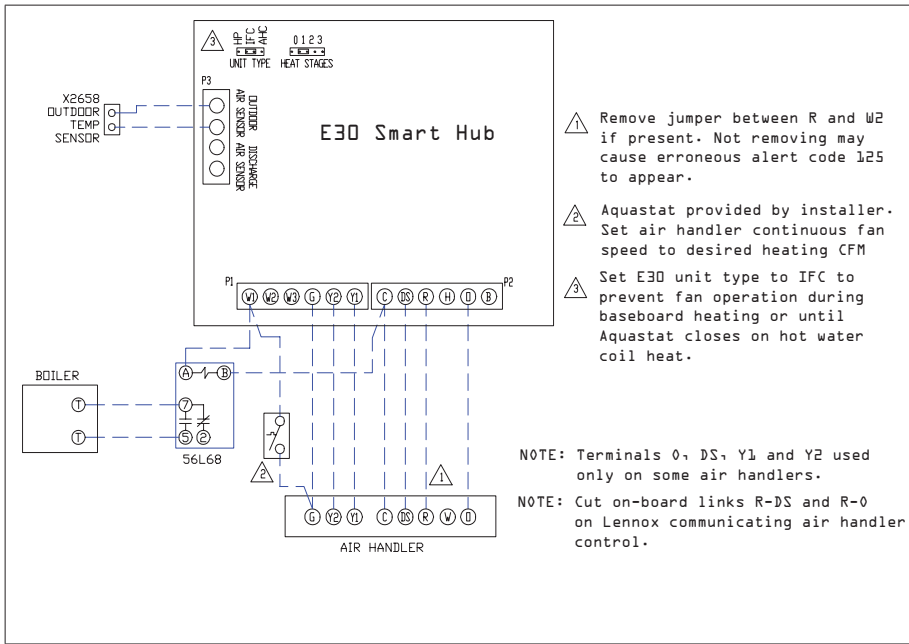 3
HP
IFC
AHC
UNIT TYPE
0 1 2 3
HEAT STAGES
P3
OUTDOOR
AIR SENSOR
DISCHARGE
AIR SENSOR
X2658
OUTDOOR
TEMP
SENSOR
E30 Smart Hub
P1
W1 W2 W3 G Y2 Y1
C DS R H O B
P2
BOILER
T
T
A B
7
5 2
56L68
2
1
G Y2 Y1 C DS R W O
AIR HANDLER
1 Remove jumper between R and W2
if present. Not removing may
cause erroneous alert code 125
to appear.
2 Aquastat provided by installer.
Set air handler continuous fan
speed to desired heating CFM
3 Set E30 unit type to IFC to
prevent fan operation during
baseboard heating or until
Aquastat closes on hot water
coil heat.
NOTE: Terminals O, DS, Y1 and Y2 used
only on some air handlers.
NOTE: Cut on-board links R-DS and R-O
on Lennox communicating air handler
control.